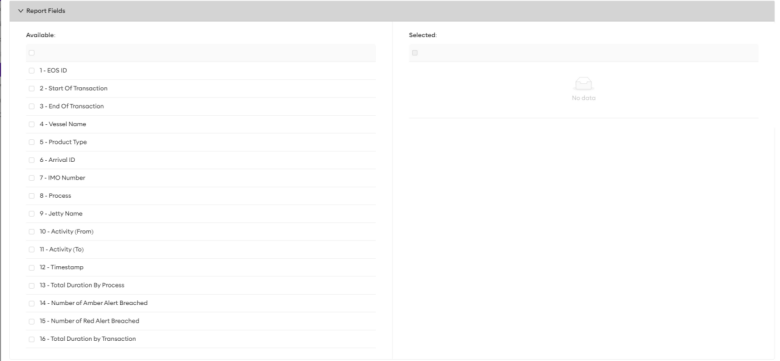 Report Fields
Available:
1 - EOS ID
2 - Start Of Transaction
3 - End Of Transaction
4 - Vessel Name
5 - Product Type
6 - Arrival ID
7 - IMO Number
8 - Process
9 - Jetty Name
10 - Activity (From)
11 - Activity (To)
12 - Timestamp
13 - Total Duration By Process
14 - Number of Amber Alert Breached
15 - Number of Red Alert Breached
16 - Total Duration by Transaction
Selected:
No data